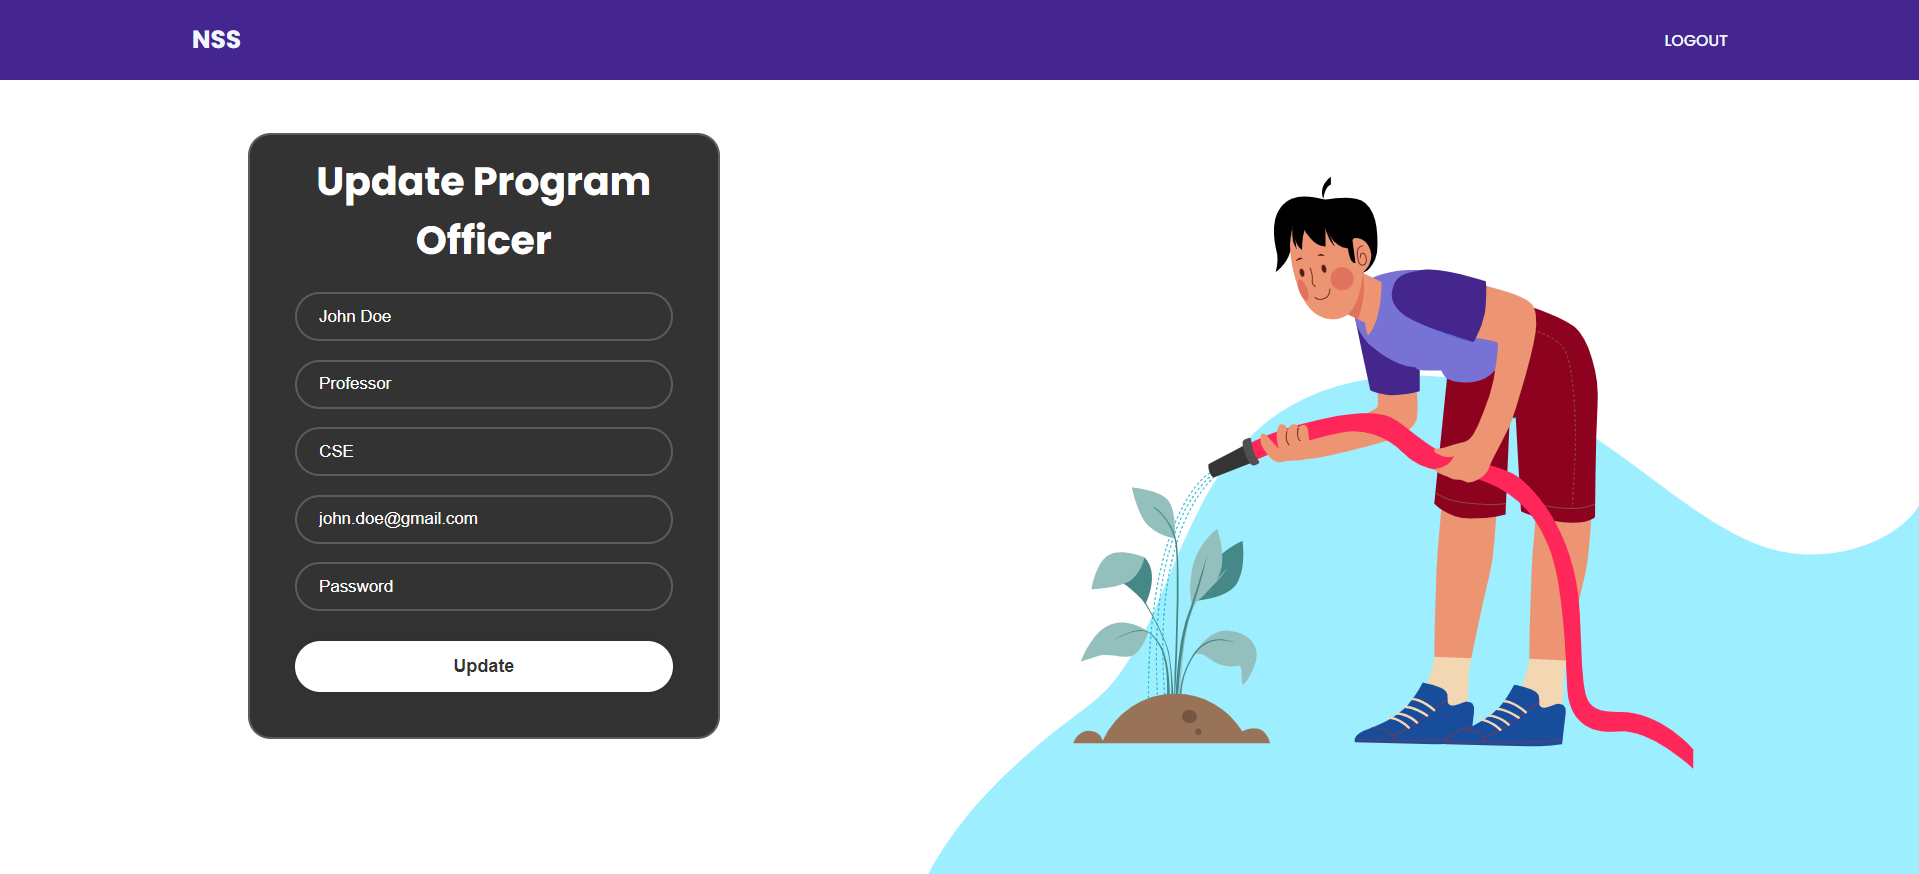 NSS
LOGOUT
Update Program
Officer
John Doe
Professor
CSE
john.doe@gmail.com
Password
Update